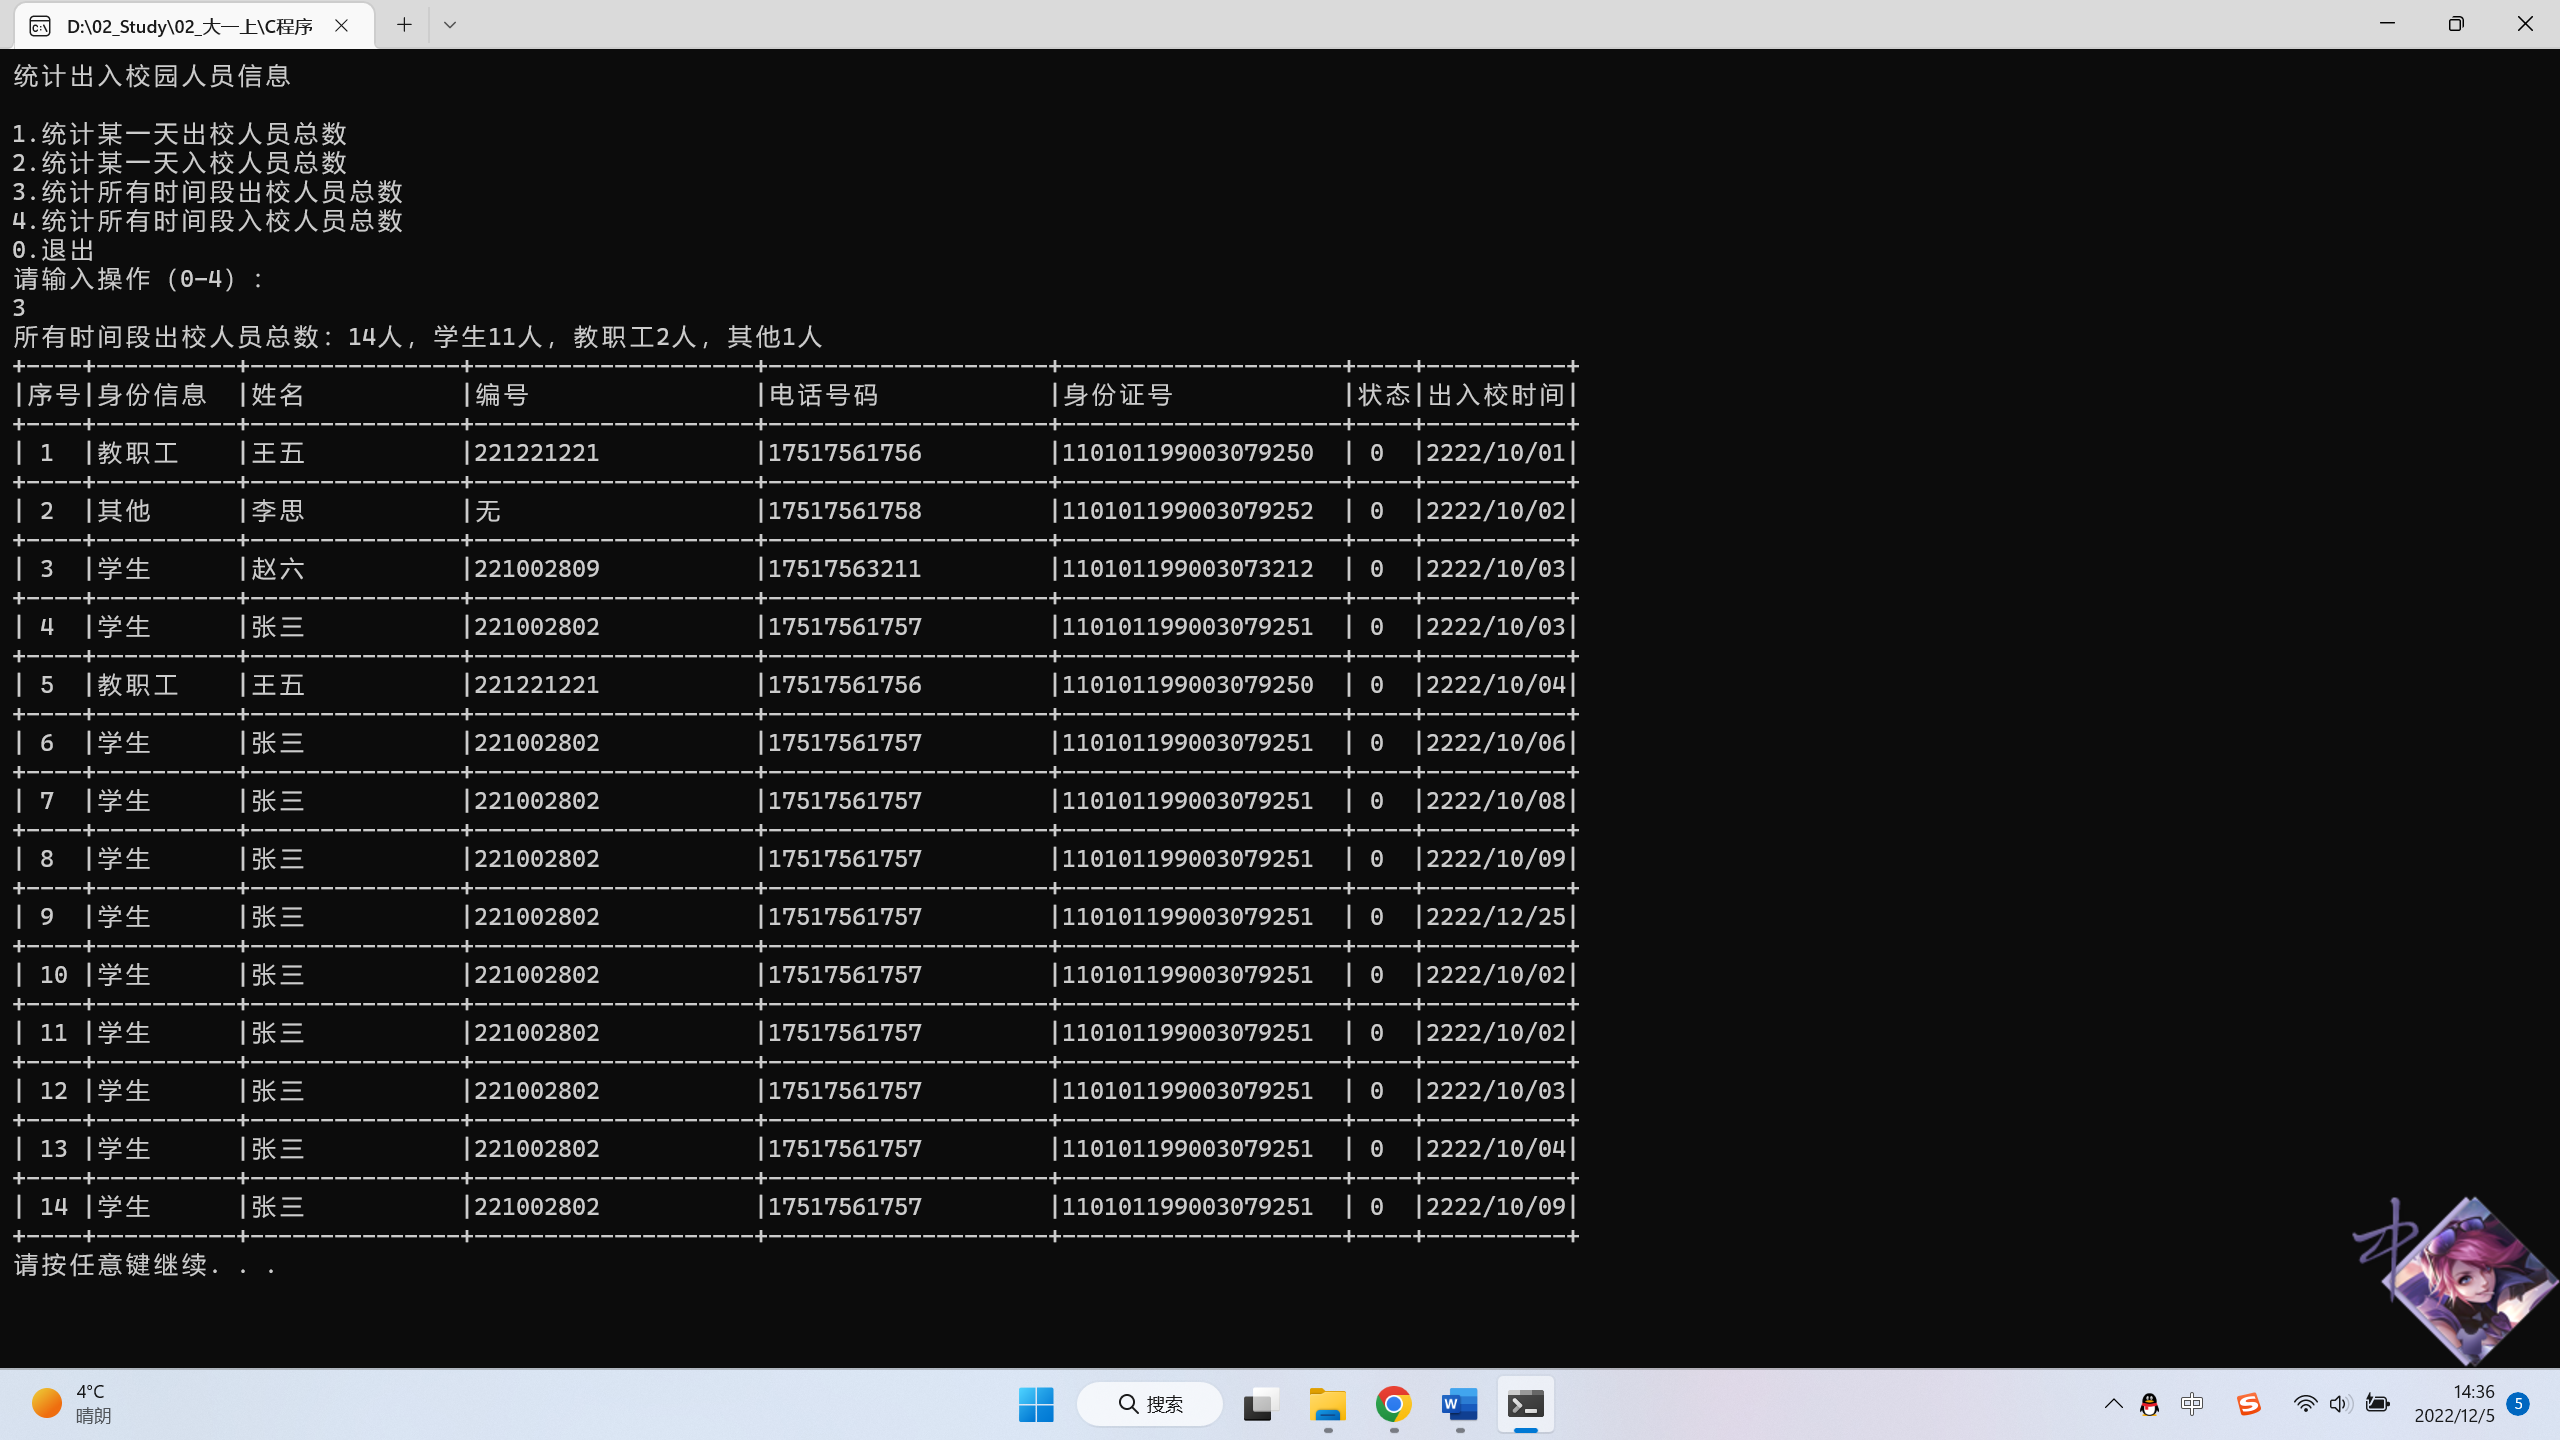 D:\02_Study\02_大一上\C程序
统计出入校园人员信息
1.统计某一天出校人员总数
2.统计某一天入校人员总数
3.统计所有时间段出校人员总数
4.统计所有时间段入校人员总数
0.退出
请输入操作（0-4）：
3
所有时间段出校人员总数：14人，学生11人，教职工2人，其他1人
+----+----------+---------------+--------------------+--------------------+--------------------+----+----------+
|序号|身份信息  |姓名           |编号                |电话号码            |身份证号            |状态|出入校时间|
+----+----------+---------------+--------------------+--------------------+--------------------+----+----------+
| 1  |教职工    |王五           |221221221           |17517561756         |110101199003079250  | 0  |2222/10/01|
+----+----------+---------------+--------------------+--------------------+--------------------+----+----------+
| 2  |其他      |李思           |无                  |17517561758         |110101199003079252  | 0  |2222/10/02|
+----+----------+---------------+--------------------+--------------------+--------------------+----+----------+
| 3  |学生      |赵六           |221002809           |17517563211         |110101199003073212  | 0  |2222/10/03|
+----+----------+---------------+--------------------+--------------------+--------------------+----+----------+
| 4  |学生      |张三           |221002802           |17517561757         |110101199003079251  | 0  |2222/10/03|
+----+----------+---------------+--------------------+--------------------+--------------------+----+----------+
| 5  |教职工    |王五           |221221221           |17517561756         |110101199003079250  | 0  |2222/10/04|
+----+----------+---------------+--------------------+--------------------+--------------------+----+----------+
| 6  |学生      |张三           |221002802           |17517561757         |110101199003079251  | 0  |2222/10/06|
+----+----------+---------------+--------------------+--------------------+--------------------+----+----------+
| 7  |学生      |张三           |221002802           |17517561757         |110101199003079251  | 0  |2222/10/08|
+----+----------+---------------+--------------------+--------------------+--------------------+----+----------+
| 8  |学生      |张三           |221002802           |17517561757         |110101199003079251  | 0  |2222/10/09|
+----+----------+---------------+--------------------+--------------------+--------------------+----+----------+
| 9  |学生      |张三           |221002802           |17517561757         |110101199003079251  | 0  |2222/12/25|
+----+----------+---------------+--------------------+--------------------+--------------------+----+----------+
| 10 |学生      |张三           |221002802           |17517561757         |110101199003079251  | 0  |2222/10/02|
+----+----------+---------------+--------------------+--------------------+--------------------+----+----------+
| 11 |学生      |张三           |221002802           |17517561757         |110101199003079251  | 0  |2222/10/02|
+----+----------+---------------+--------------------+--------------------+--------------------+----+----------+
| 12 |学生      |张三           |221002802           |17517561757         |110101199003079251  | 0  |2222/10/03|
+----+----------+---------------+--------------------+--------------------+--------------------+----+----------+
| 13 |学生      |张三           |221002802           |17517561757         |110101199003079251  | 0  |2222/10/04|
+----+----------+---------------+--------------------+--------------------+--------------------+----+----------+
| 14 |学生      |张三           |221002802           |17517561757         |110101199003079251  | 0  |2222/10/09|
+----+----------+---------------+--------------------+--------------------+--------------------+----+----------+
请按任意键继续. . .
中
4°C
晴朗
搜索
中
14:36
2022/12/5
5